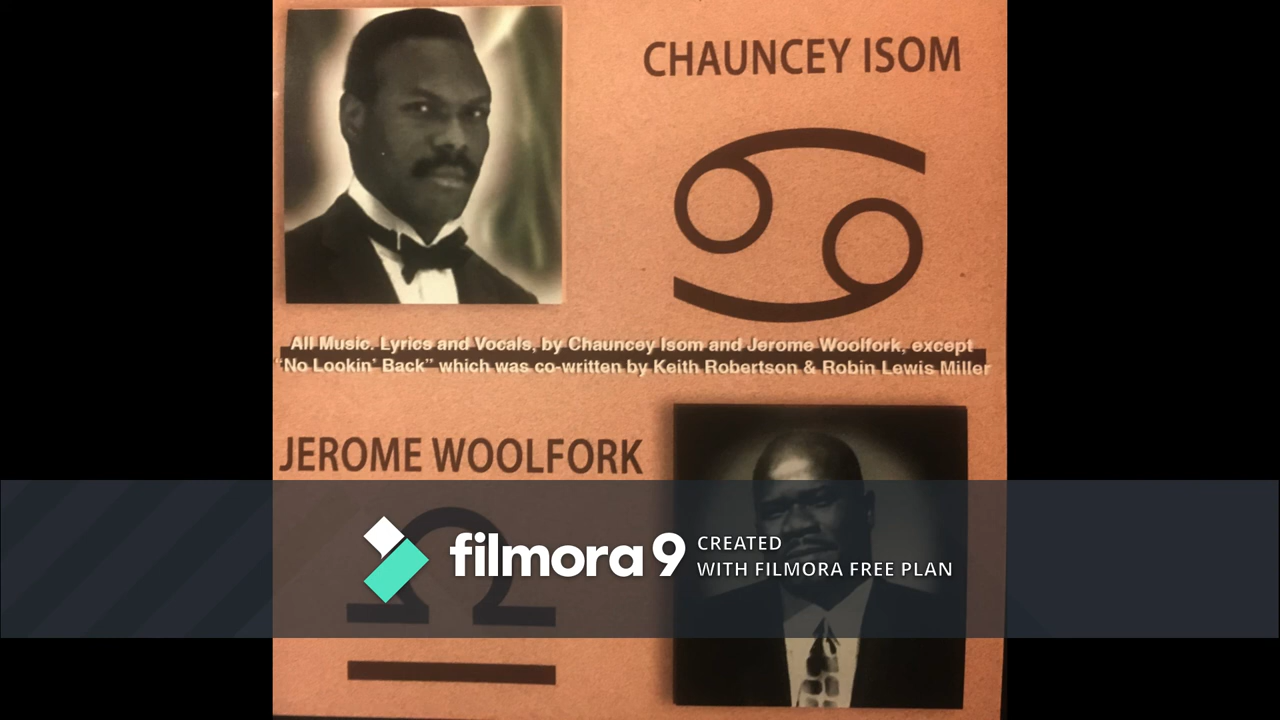 CHAUNCEY ISOM
All Music. Lyrics and Vocals, by Chauncey Isom and Jerome Woolfork, except
“No Lookin’ Back” which was co-written by Keith Robertson & Robin Lewis Miller
JEROME WOOLFORK
filmora9 CREATED
WITH FILMORA FREE PLAN